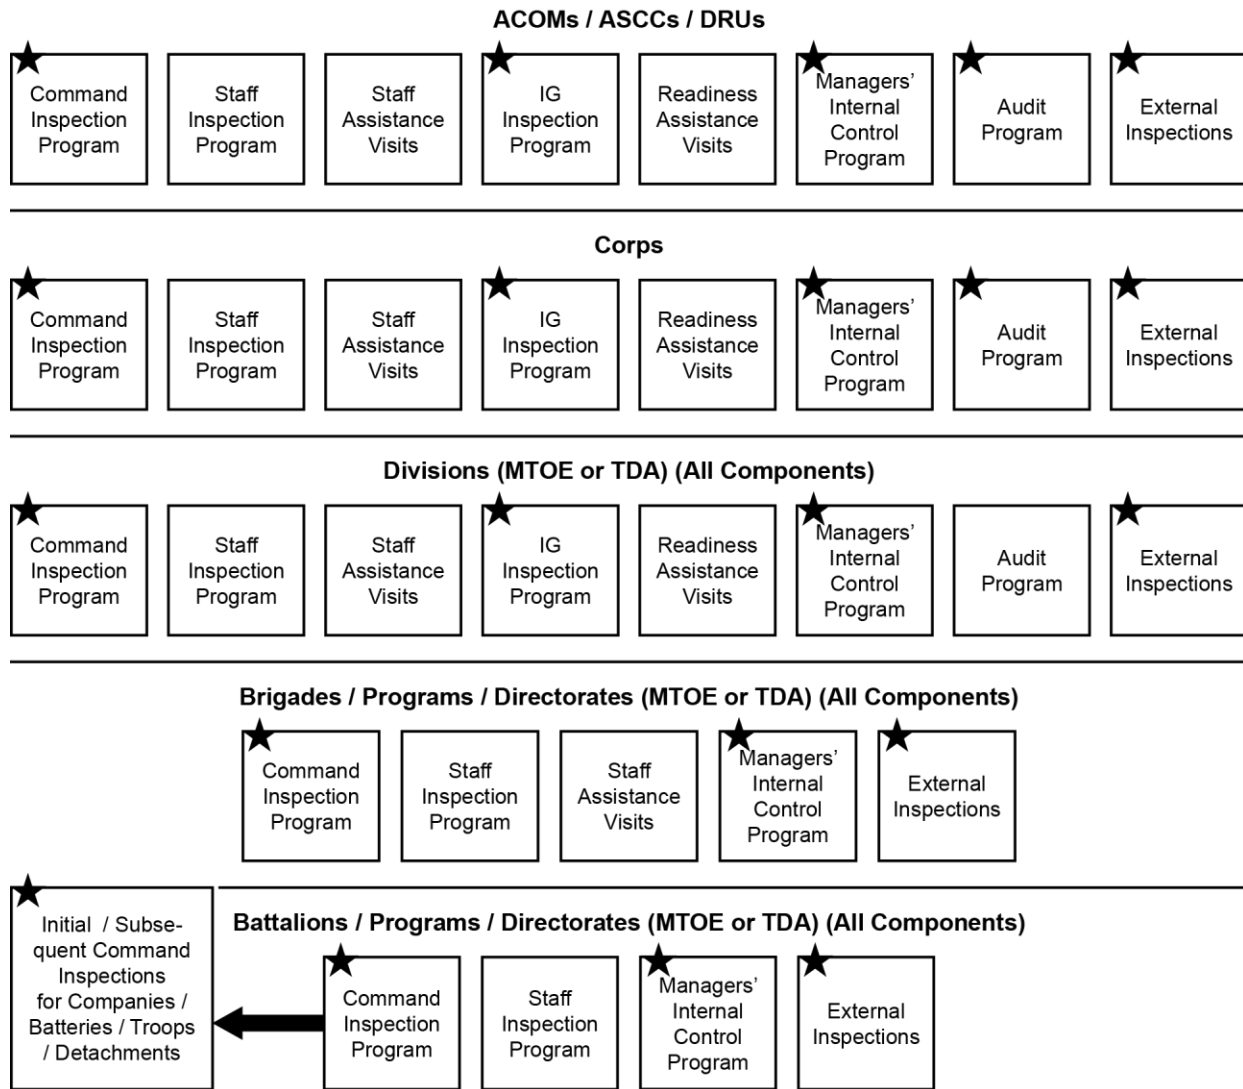 ACOMs / ASCCs / DRUs
Command
Inspection
Program
Staff
Inspection
Program
Staff
Assistance
Visits
IG
Inspection
Program
Readiness
Assistance
Visits
Managers’
Internal
Control
Program
Audit
Program
External
Inspections
Corps
Command
Inspection
Program
Staff
Inspection
Program
Staff
Assistance
Visits
IG
Inspection
Program
Readiness
Assistance
Visits
Managers’
Internal
Control
Program
Audit
Program
External
Inspections
Divisions (MTOE or TDA) (All Components)
Command
Inspection
Program
Staff
Inspection
Program
Staff
Assistance
Visits
IG
Inspection
Program
Readiness
Assistance
Visits
Managers’
Internal
Control
Program
Audit
Program
External
Inspections
Brigades / Programs / Directorates (MTOE or TDA) (All Components)
Command
Inspection
Program
Staff
Inspection
Program
Staff
Assistance
Visits
Managers’
Internal
Control
Program
External
Inspections
Battalions / Programs / Directorates (MTOE or TDA) (All Components)
Initial / Subse-
quent Command
Inspections
for Companies /
Batteries / Troops
/ Detachments
Command
Inspection
Program
Staff
Inspection
Program
Managers’
Internal
Control
Program
External
Inspections